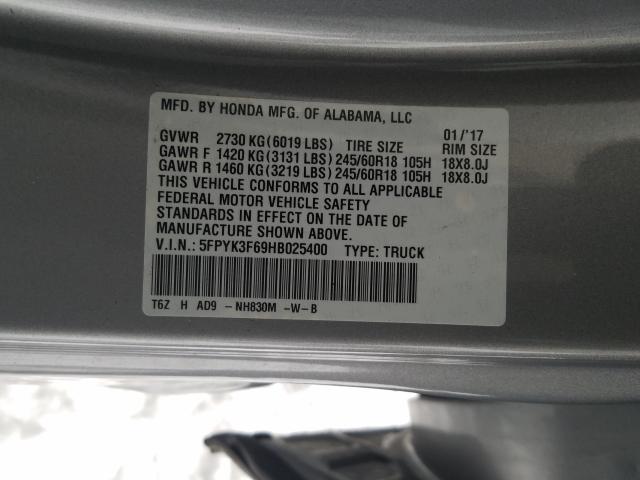 MFD. BY HONDA MFG. OF ALABAMA, LLC 01/'17
GVWR 2730 KG(6019 LBS) TIRE SIZE RIM SIZE
GAWR F 1420 KG(3131 LBS) 245/60R18 105H 18X8.0J
GAWR R 1460 KG(3219 LBS) 245/60R18 105H 18X8.0J
THIS VEHICLE CONFORMS TO ALL APPLICABLE
FEDERAL MOTOR VEHICLE SAFETY
STANDARDS IN EFFECT ON THE DATE OF
MANUFACTURE SHOWN ABOVE.
V.I.N.: 5FPYK3F69HB025400 TYPE: TRUCK
T6Z H AD9 - NH830M -W-B